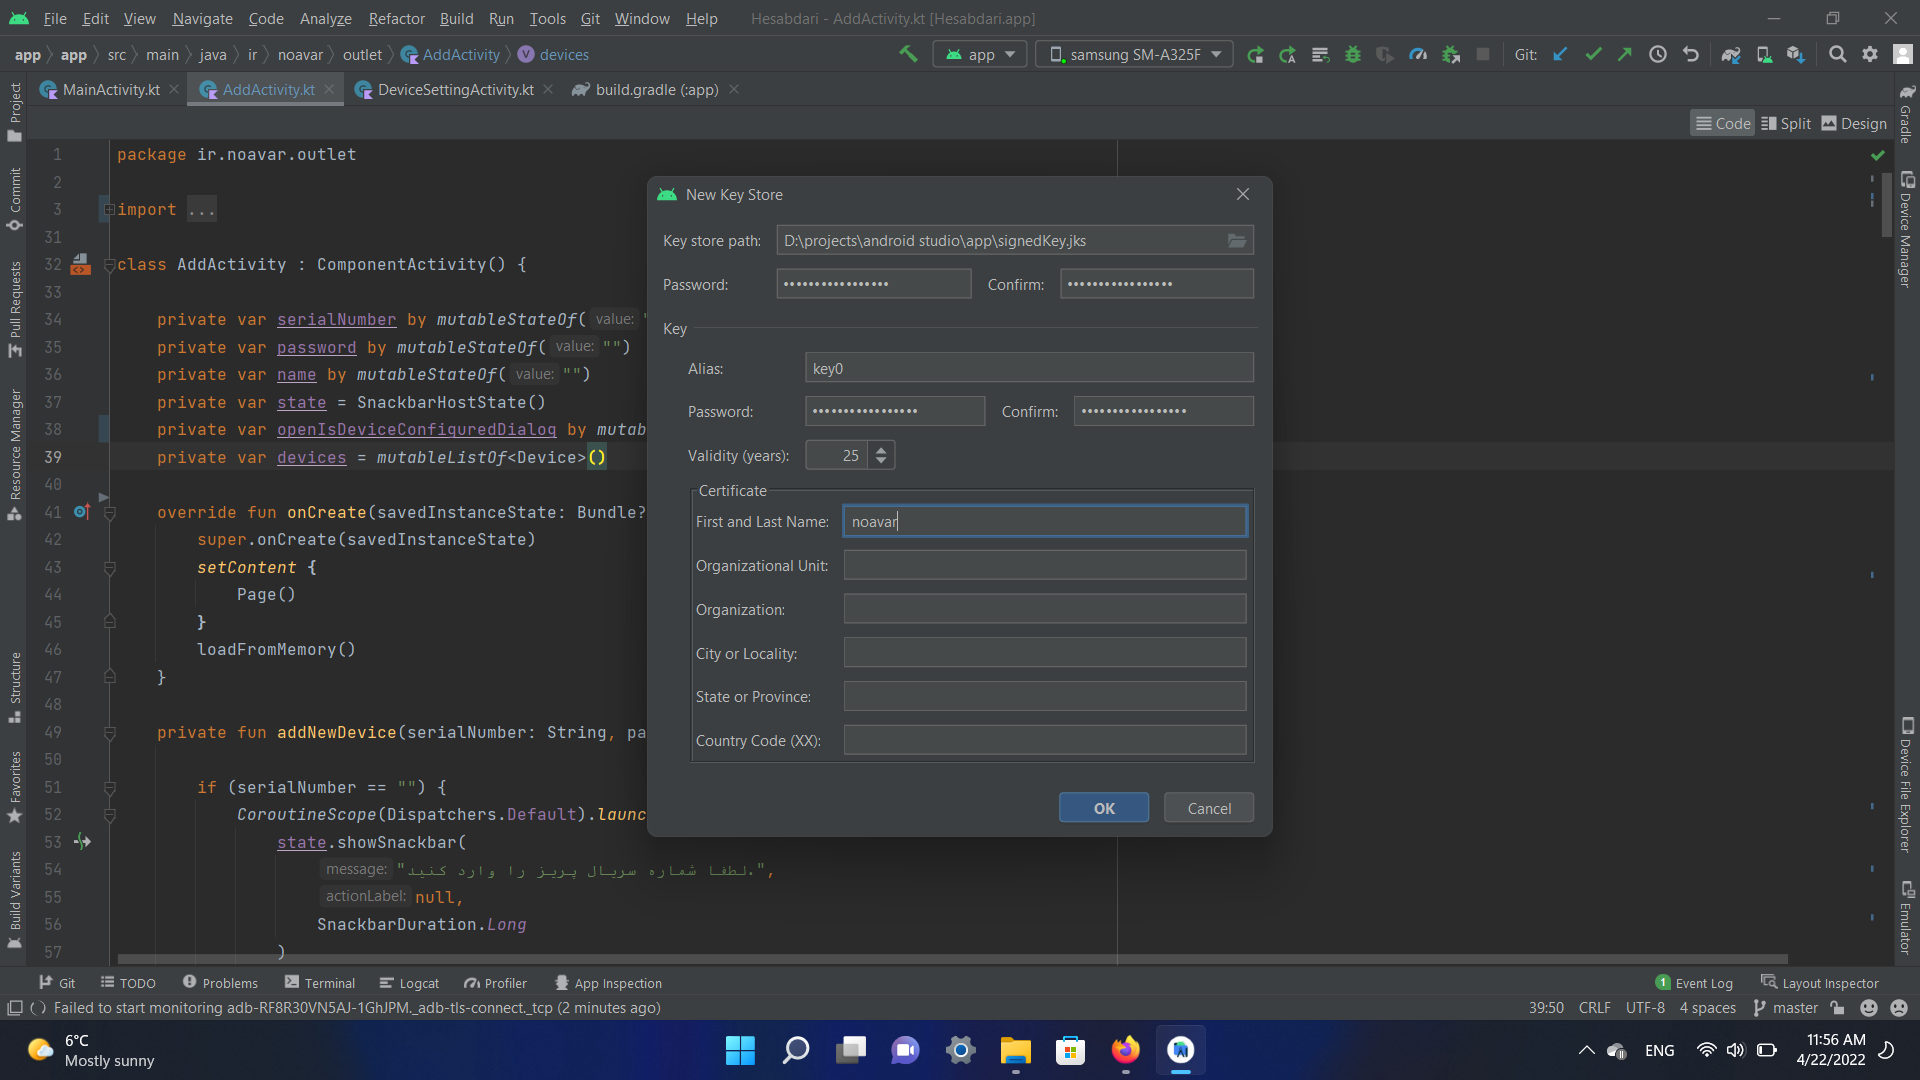 File Edit View Navigate Code Analyze Refactor Build Run Tools Git Window Help Hesabdari - AddActivity.kt [Hesabdari.app]
app app src main java ir noavar outlet AddActivity devices app samsung SM-A325F Git:
MainActivity.kt AddActivity.kt DeviceSettingActivity.kt build.gradle (:app)
Code Split Design
Project
Commit
Pull Requests
Resource Manager
Structure
Favorites
Build Variants
1 package ir.noavar.outlet
2
3 import ...
31
32 class AddActivity : ComponentActivity() {
33
34 private var serialNumber by mutableStateOf( value: "
35 private var password by mutableStateOf( value: "")
36 private var name by mutableStateOf( value: "")
37 private var state = SnackbarHostState()
38 private var openIsDeviceConfiguredDialog by mutab
39 private var devices = mutableListOf<Device>()
40
41 override fun onCreate(savedInstanceState: Bundle?
42 super.onCreate(savedInstanceState)
43 setContent {
44 Page()
45 }
46 loadFromMemory()
47 }
48
49 private fun addNewDevice(serialNumber: String, pa
50
51 if (serialNumber == "") {
52 CoroutineScope(Dispatchers.Default).launc
53 state.showSnackbar(
54 message: "لطفا شماره سریال پریز را وارد کنید.",
55 actionLabel: null,
56 SnackbarDuration.Long
57 )
New Key Store
Key store path: D:\projects\android studio\app\signedKey.jks
Password: ••••••••••••••••• Confirm: •••••••••••••••••
Key
Alias: key0
Password: ••••••••••••••••• Confirm: •••••••••••••••••
Validity (years): 25
Certificate
First and Last Name: noavar
Organizational Unit:
Organization:
City or Locality:
State or Province:
Country Code (XX):
OK Cancel
Gradle
Device Manager
Device File Explorer
Emulator
Git TODO Problems Terminal Logcat Profiler App Inspection 1 Event Log Layout Inspector
Failed to start monitoring adb-RF8R30VN5AJ-1GhJPM._adb-tls-connect._tcp (2 minutes ago) 39:50 CRLF UTF-8 4 spaces master
6°C
Mostly sunny
ENG
11:56 AM
4/22/2022